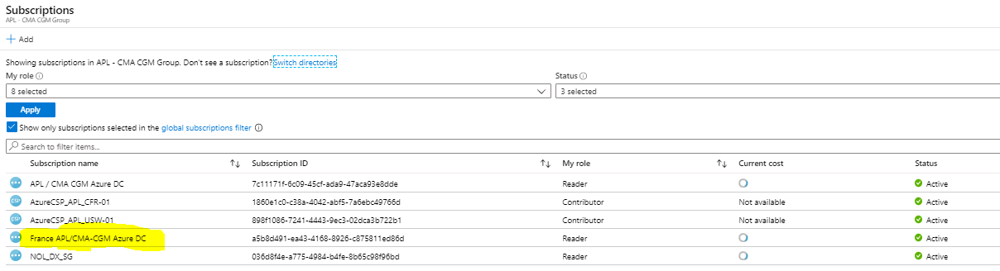 Subscriptions
APL - CMA CGM Group
+ Add
Showing subscriptions in APL - CMA CGM Group. Don't see a subscription? Switch directories
My role Status
8 selected 3 selected
Apply
Show only subscriptions selected in the global subscriptions filter
Search to filter items...
Subscription name Subscription ID My role Current cost Status
APL / CMA CGM Azure DC 7c11171f-6c09-45cf-ada9-47aca93e8dde Reader Active
CSP AzureCSP_APL_CFR-01 1860e1c0-c38a-4042-abf5-7a6ebc49766d Contributor Not available Active
CSP AzureCSP_APL_USW-01 898f1086-7241-4443-9ec3-02dca3b722b1 Contributor Not available Active
France APL/CMA-CGM Azure DC a5b8d491-ea43-4168-8926-c875811ed86d Reader Active
NOL_DX_SG 036d8f4e-a775-4984-b4fe-8b65c98f96bd Reader Active